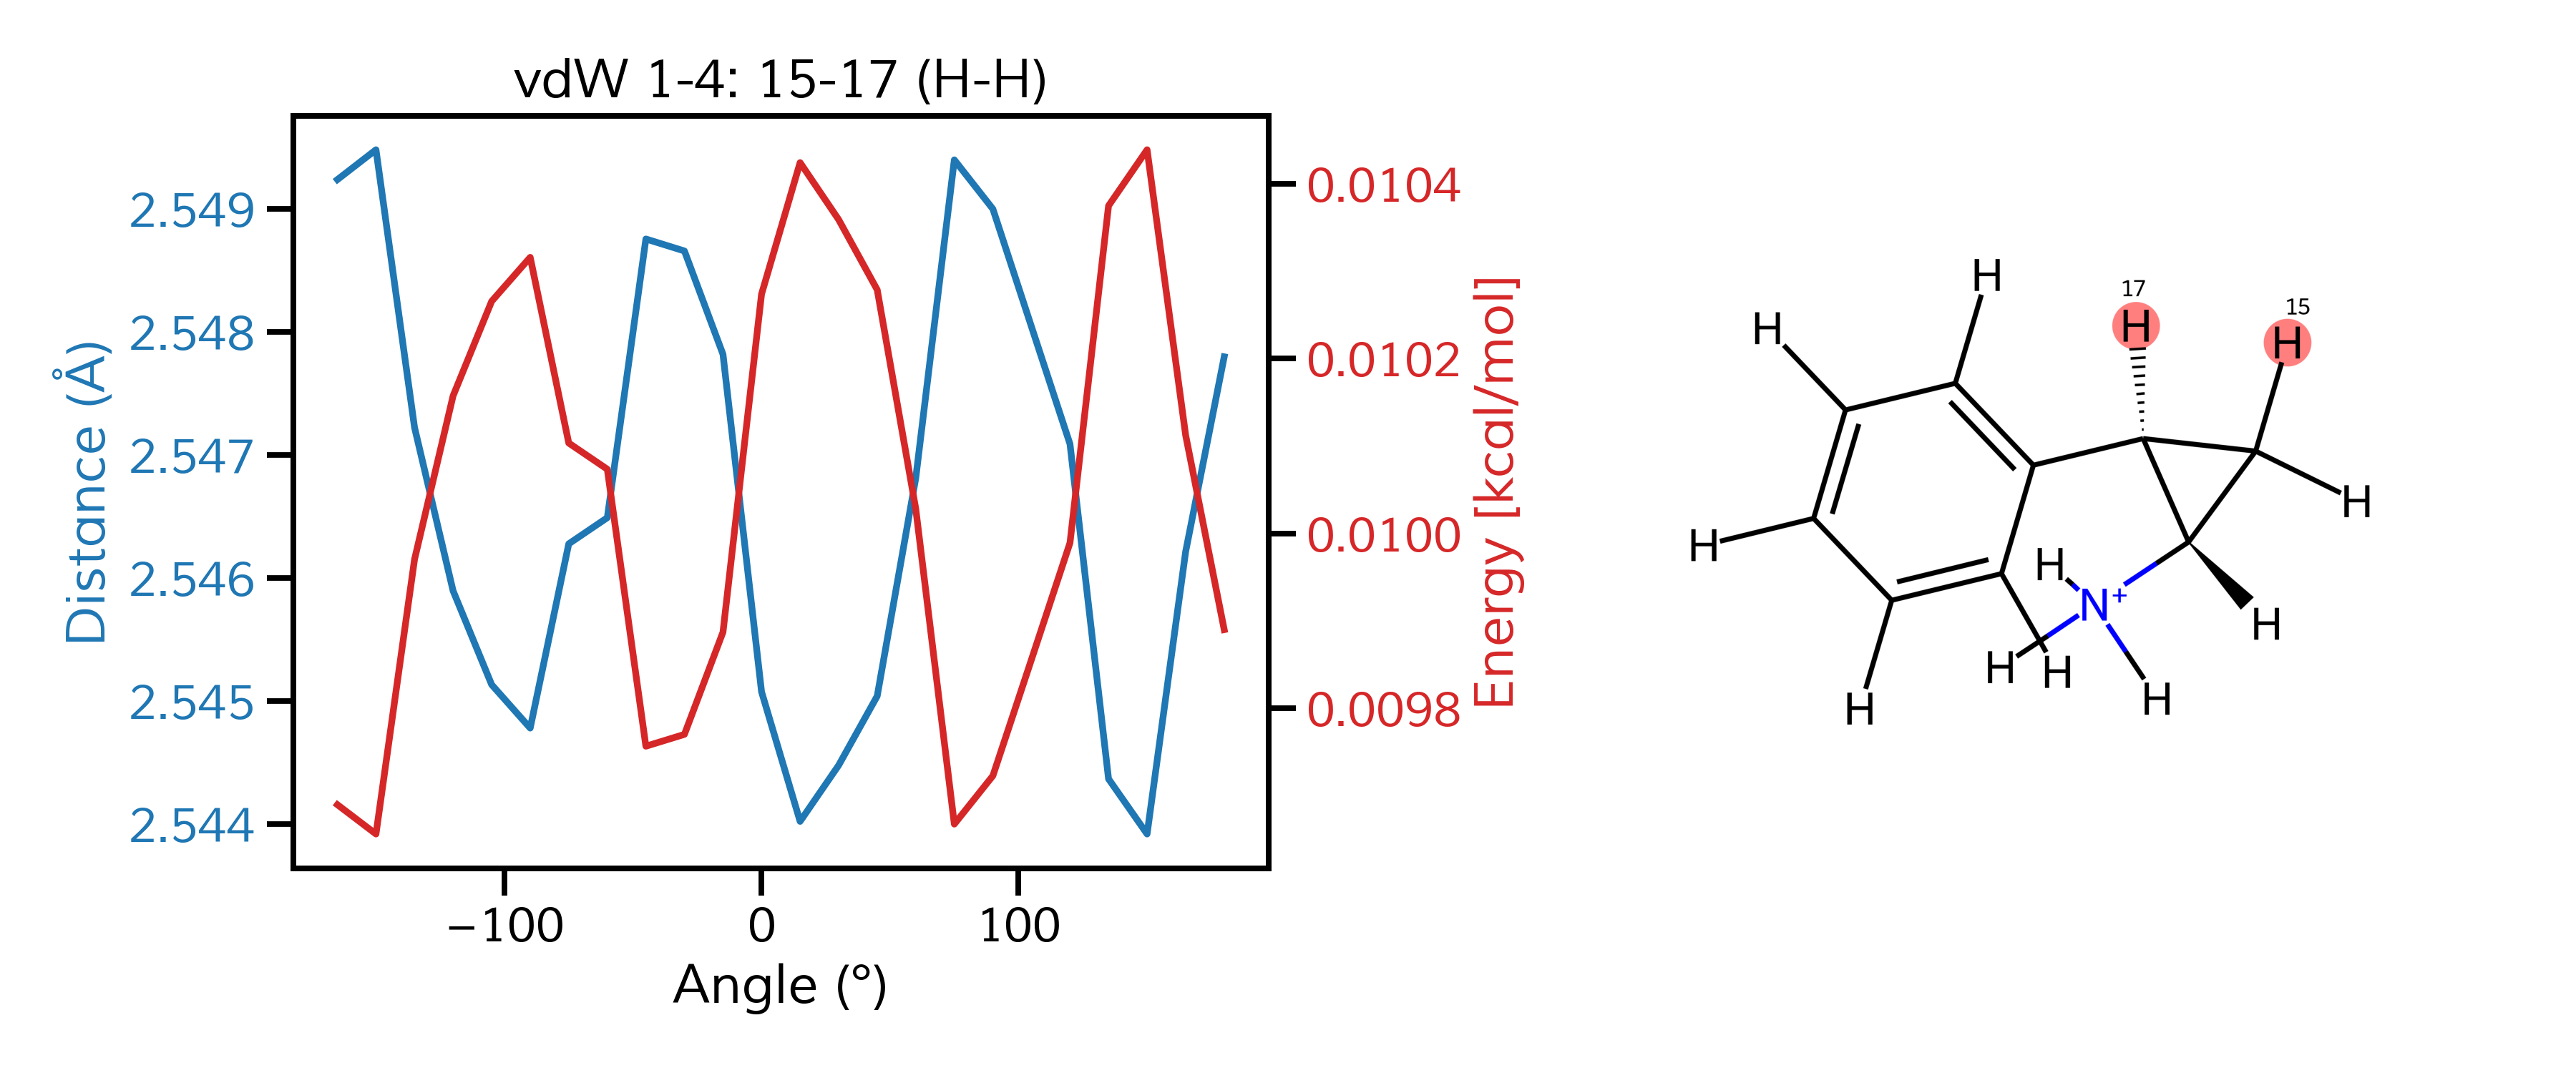 vdW 1-4: 15-17 (H-H)
Distance (Å)
2.549
2.548
2.547
2.546
2.545
2.544
0.0104
0.0102
0.0100
0.0098
Energy [kcal/mol]
−100 0 100
Angle (°)
H
17
15
H
H
H
H
H
H
H
N+
H
H
H
H
H